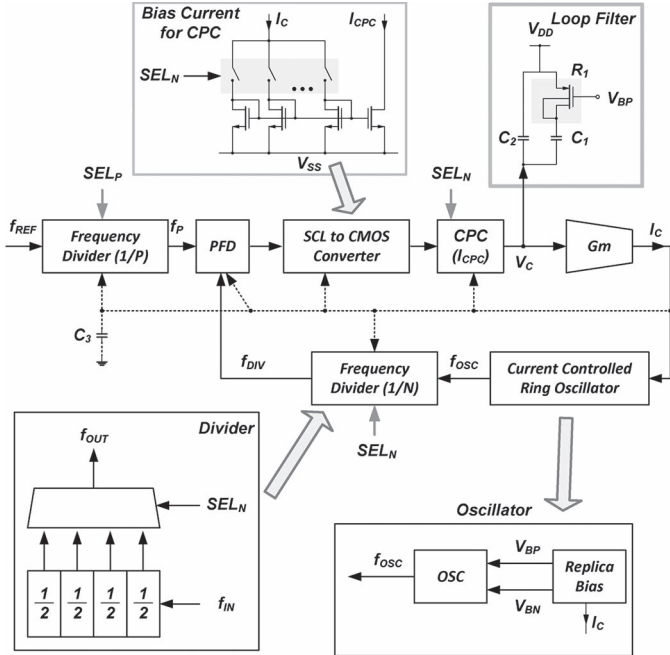 Bias Current
for CPC
I_C
I_CPC
SEL_N
V_SS
Loop Filter
V_DD
R_1
V_BP
C_2
C_1
SEL_P
SEL_N
f_REF
Frequency
Divider (1/P)
f_P
PFD
SCL to CMOS
Converter
CPC
(I_CPC)
V_C
Gm
I_C
C_3
f_DIV
Frequency
Divider (1/N)
f_OSC
Current Controlled
Ring Oscillator
SEL_N
Divider
f_OUT
SEL_N
1/2 1/2 1/2 1/2
f_IN
Oscillator
f_OSC
OSC
V_BP
V_BN
Replica
Bias
I_C